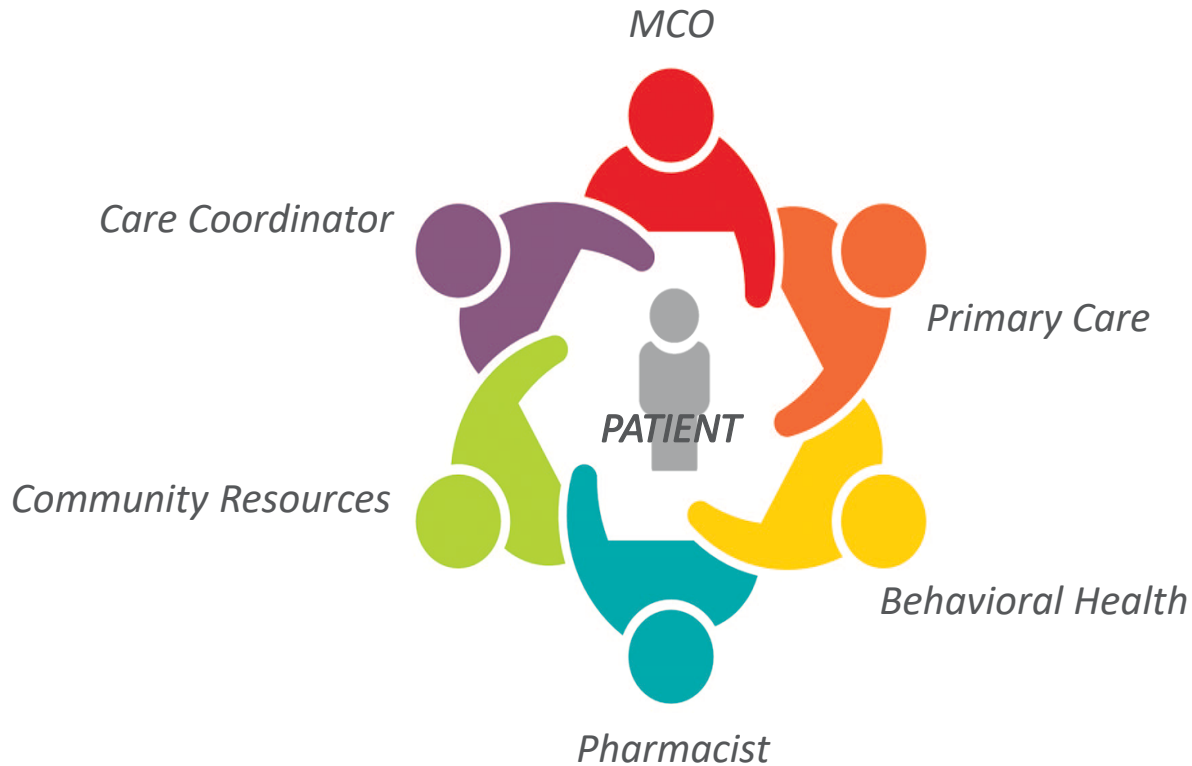 MCO
Care Coordinator
Primary Care
PATIENT
Community Resources
Behavioral Health
Pharmacist